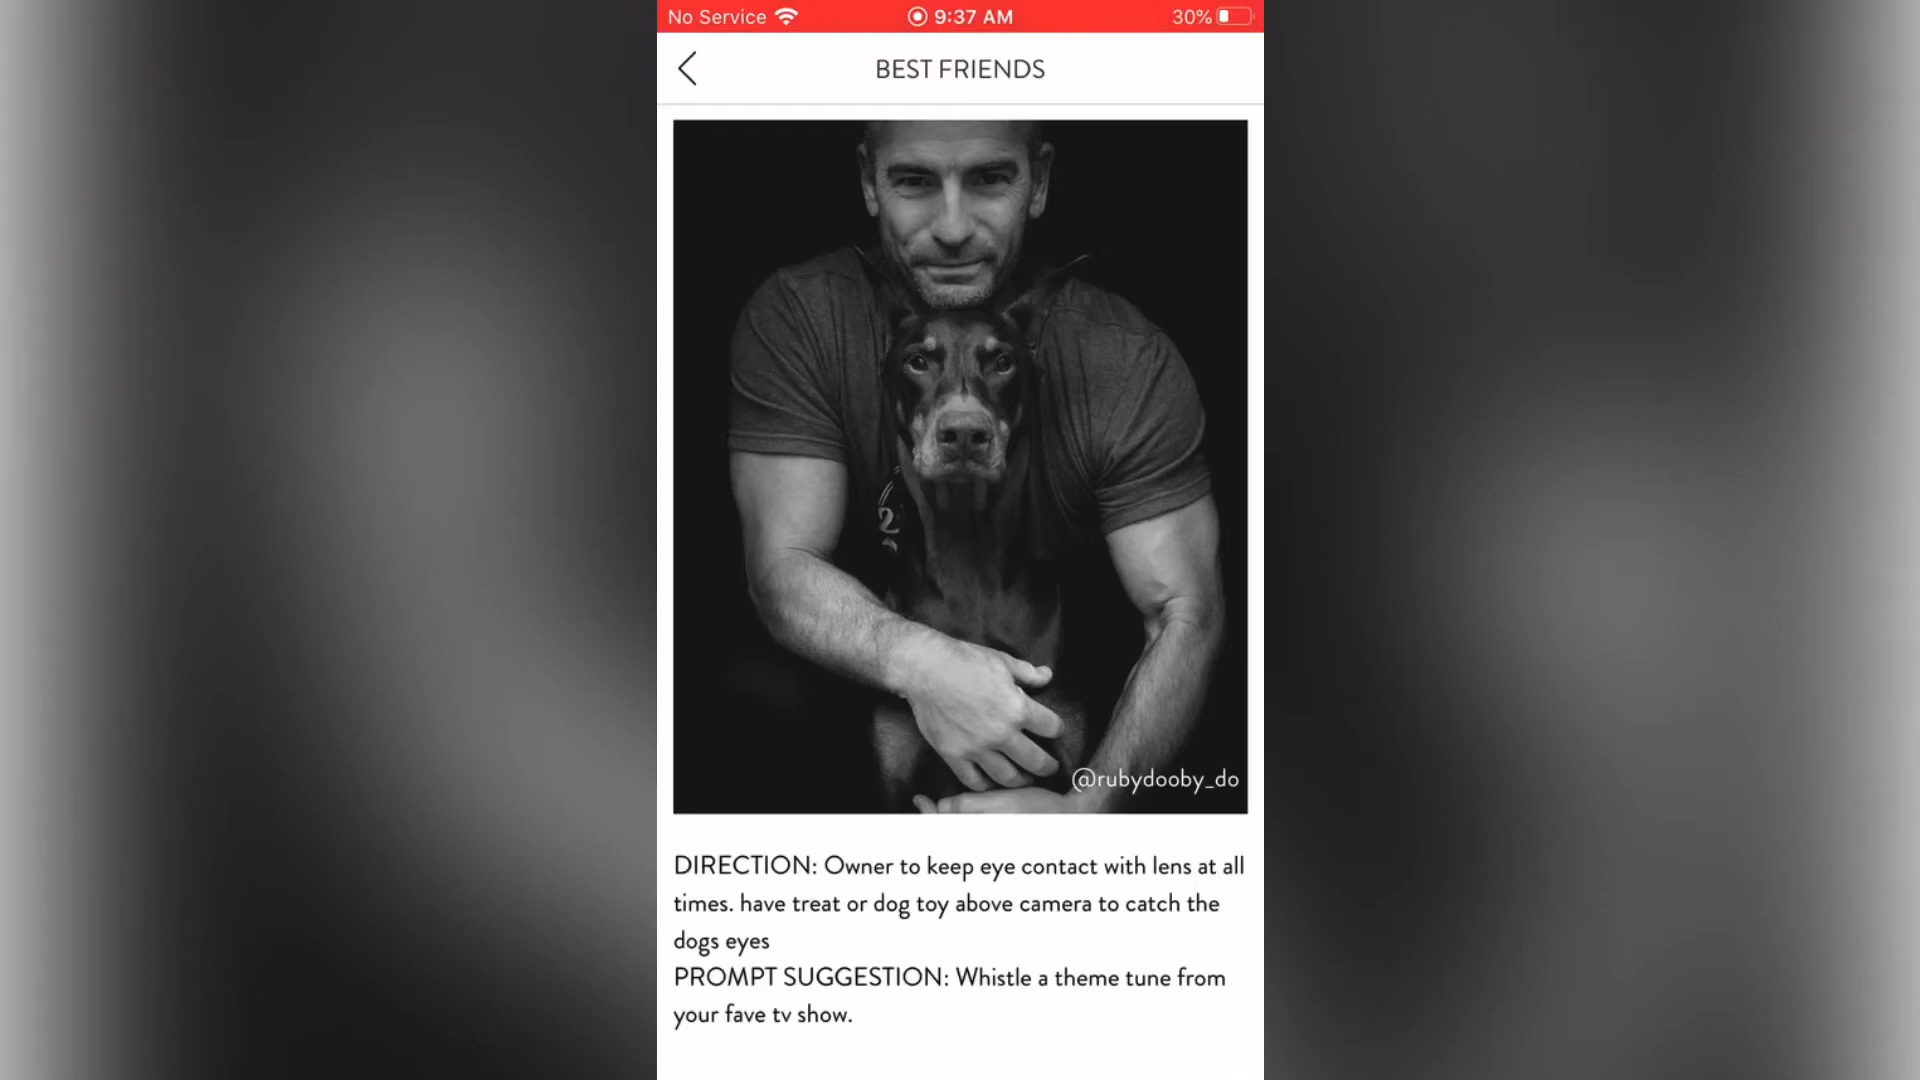 No Service 9:37 AM 30%
BEST FRIENDS
2
@rubydooby_do
DIRECTION: Owner to keep eye contact with lens at all
times. have treat or dog toy above camera to catch the
dogs eyes
PROMPT SUGGESTION: Whistle a theme tune from
your fave tv show.